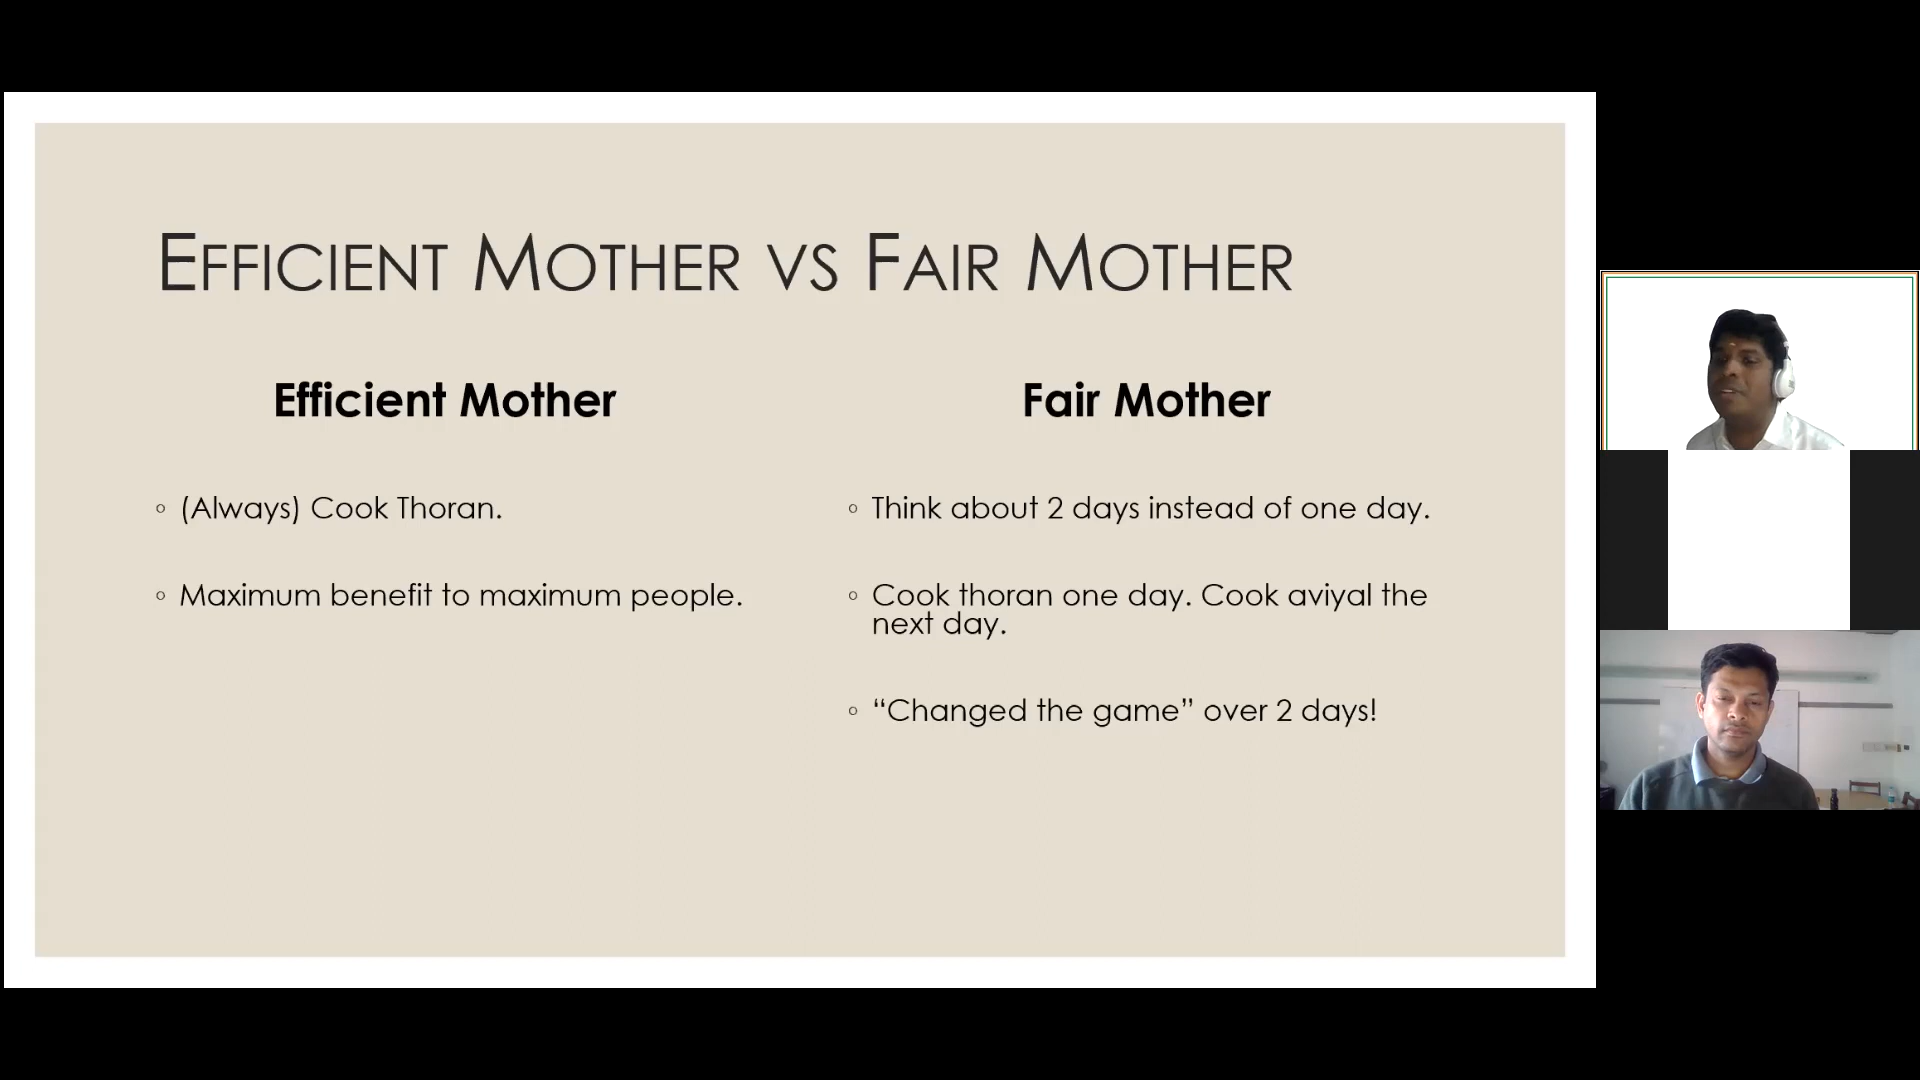 EFFICIENT MOTHER VS FAIR MOTHER
Efficient Mother
(Always) Cook Thoran.
Maximum benefit to maximum people.
Fair Mother
Think about 2 days instead of one day.
Cook thoran one day. Cook aviyal the
next day.
“Changed the game” over 2 days!